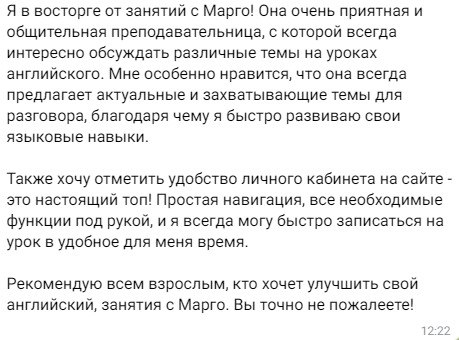 Я в восторге от занятий с Марго! Она очень приятная и
общительная преподавательница, с которой всегда
интересно обсуждать различные темы на уроках
английского. Мне особенно нравится, что она всегда
предлагает актуальные и захватывающие темы для
разговора, благодаря чему я быстро развиваю свои
языковые навыки.
Также хочу отметить удобство личного кабинета на сайте -
это настоящий топ! Простая навигация, все необходимые
функции под рукой, и я всегда могу быстро записаться на
урок в удобное для меня время.
Рекомендую всем взрослым, кто хочет улучшить свой
английский, занятия с Марго. Вы точно не пожалеете!
12:22